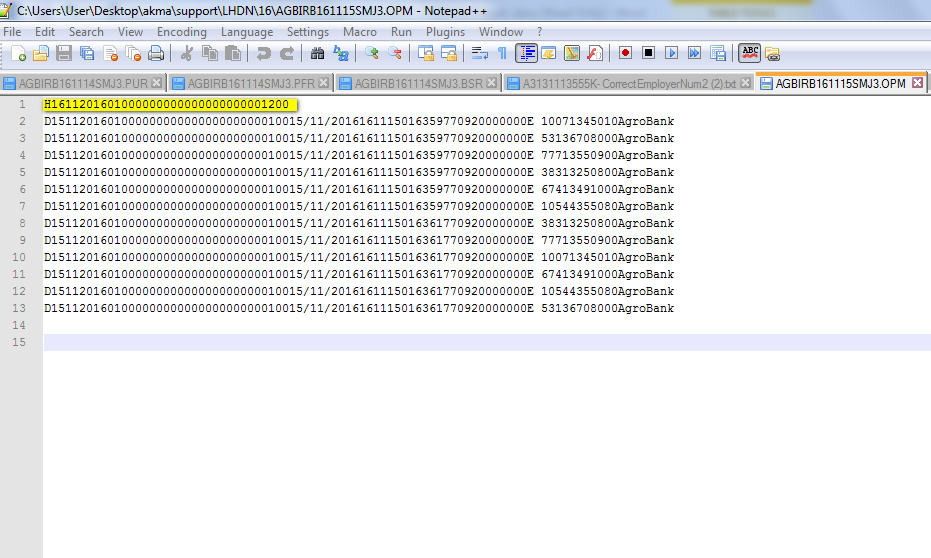 C:\Users\User\Desktop\akma\support\LHDN\16\AGBIRB161115SMJ3.OPM - Notepad++
File Edit Search View Encoding Language Settings Macro Run Plugins Window ?
ABC
AGBIRB161114SMJ3.PUR AGBIRB161114SMJ3.PFR AGBIRB161114SMJ3.BSR A3131113555K- CorrectEmployerNum2 (2).txt AGBIRB161115SMJ3.OPM
1 H1611201601000000000000000000001200
2 D151120160100000000000000000000010015/11/2016161115016359770920000000E 10071345010AgroBank
3 D151120160100000000000000000000010015/11/2016161115016359770920000000E 53136708000AgroBank
4 D151120160100000000000000000000010015/11/2016161115016359770920000000E 77713550900AgroBank
5 D151120160100000000000000000000010015/11/2016161115016359770920000000E 38313250800AgroBank
6 D151120160100000000000000000000010015/11/2016161115016359770920000000E 67413491000AgroBank
7 D151120160100000000000000000000010015/11/2016161115016359770920000000E 10544355080AgroBank
8 D151120160100000000000000000000010015/11/2016161115016361770920000000E 38313250800AgroBank
9 D151120160100000000000000000000010015/11/2016161115016361770920000000E 77713550900AgroBank
10 D151120160100000000000000000000010015/11/2016161115016361770920000000E 10071345010AgroBank
11 D151120160100000000000000000000010015/11/2016161115016361770920000000E 67413491000AgroBank
12 D151120160100000000000000000000010015/11/2016161115016361770920000000E 10544355080AgroBank
13 D151120160100000000000000000000010015/11/2016161115016361770920000000E 53136708000AgroBank
14
15